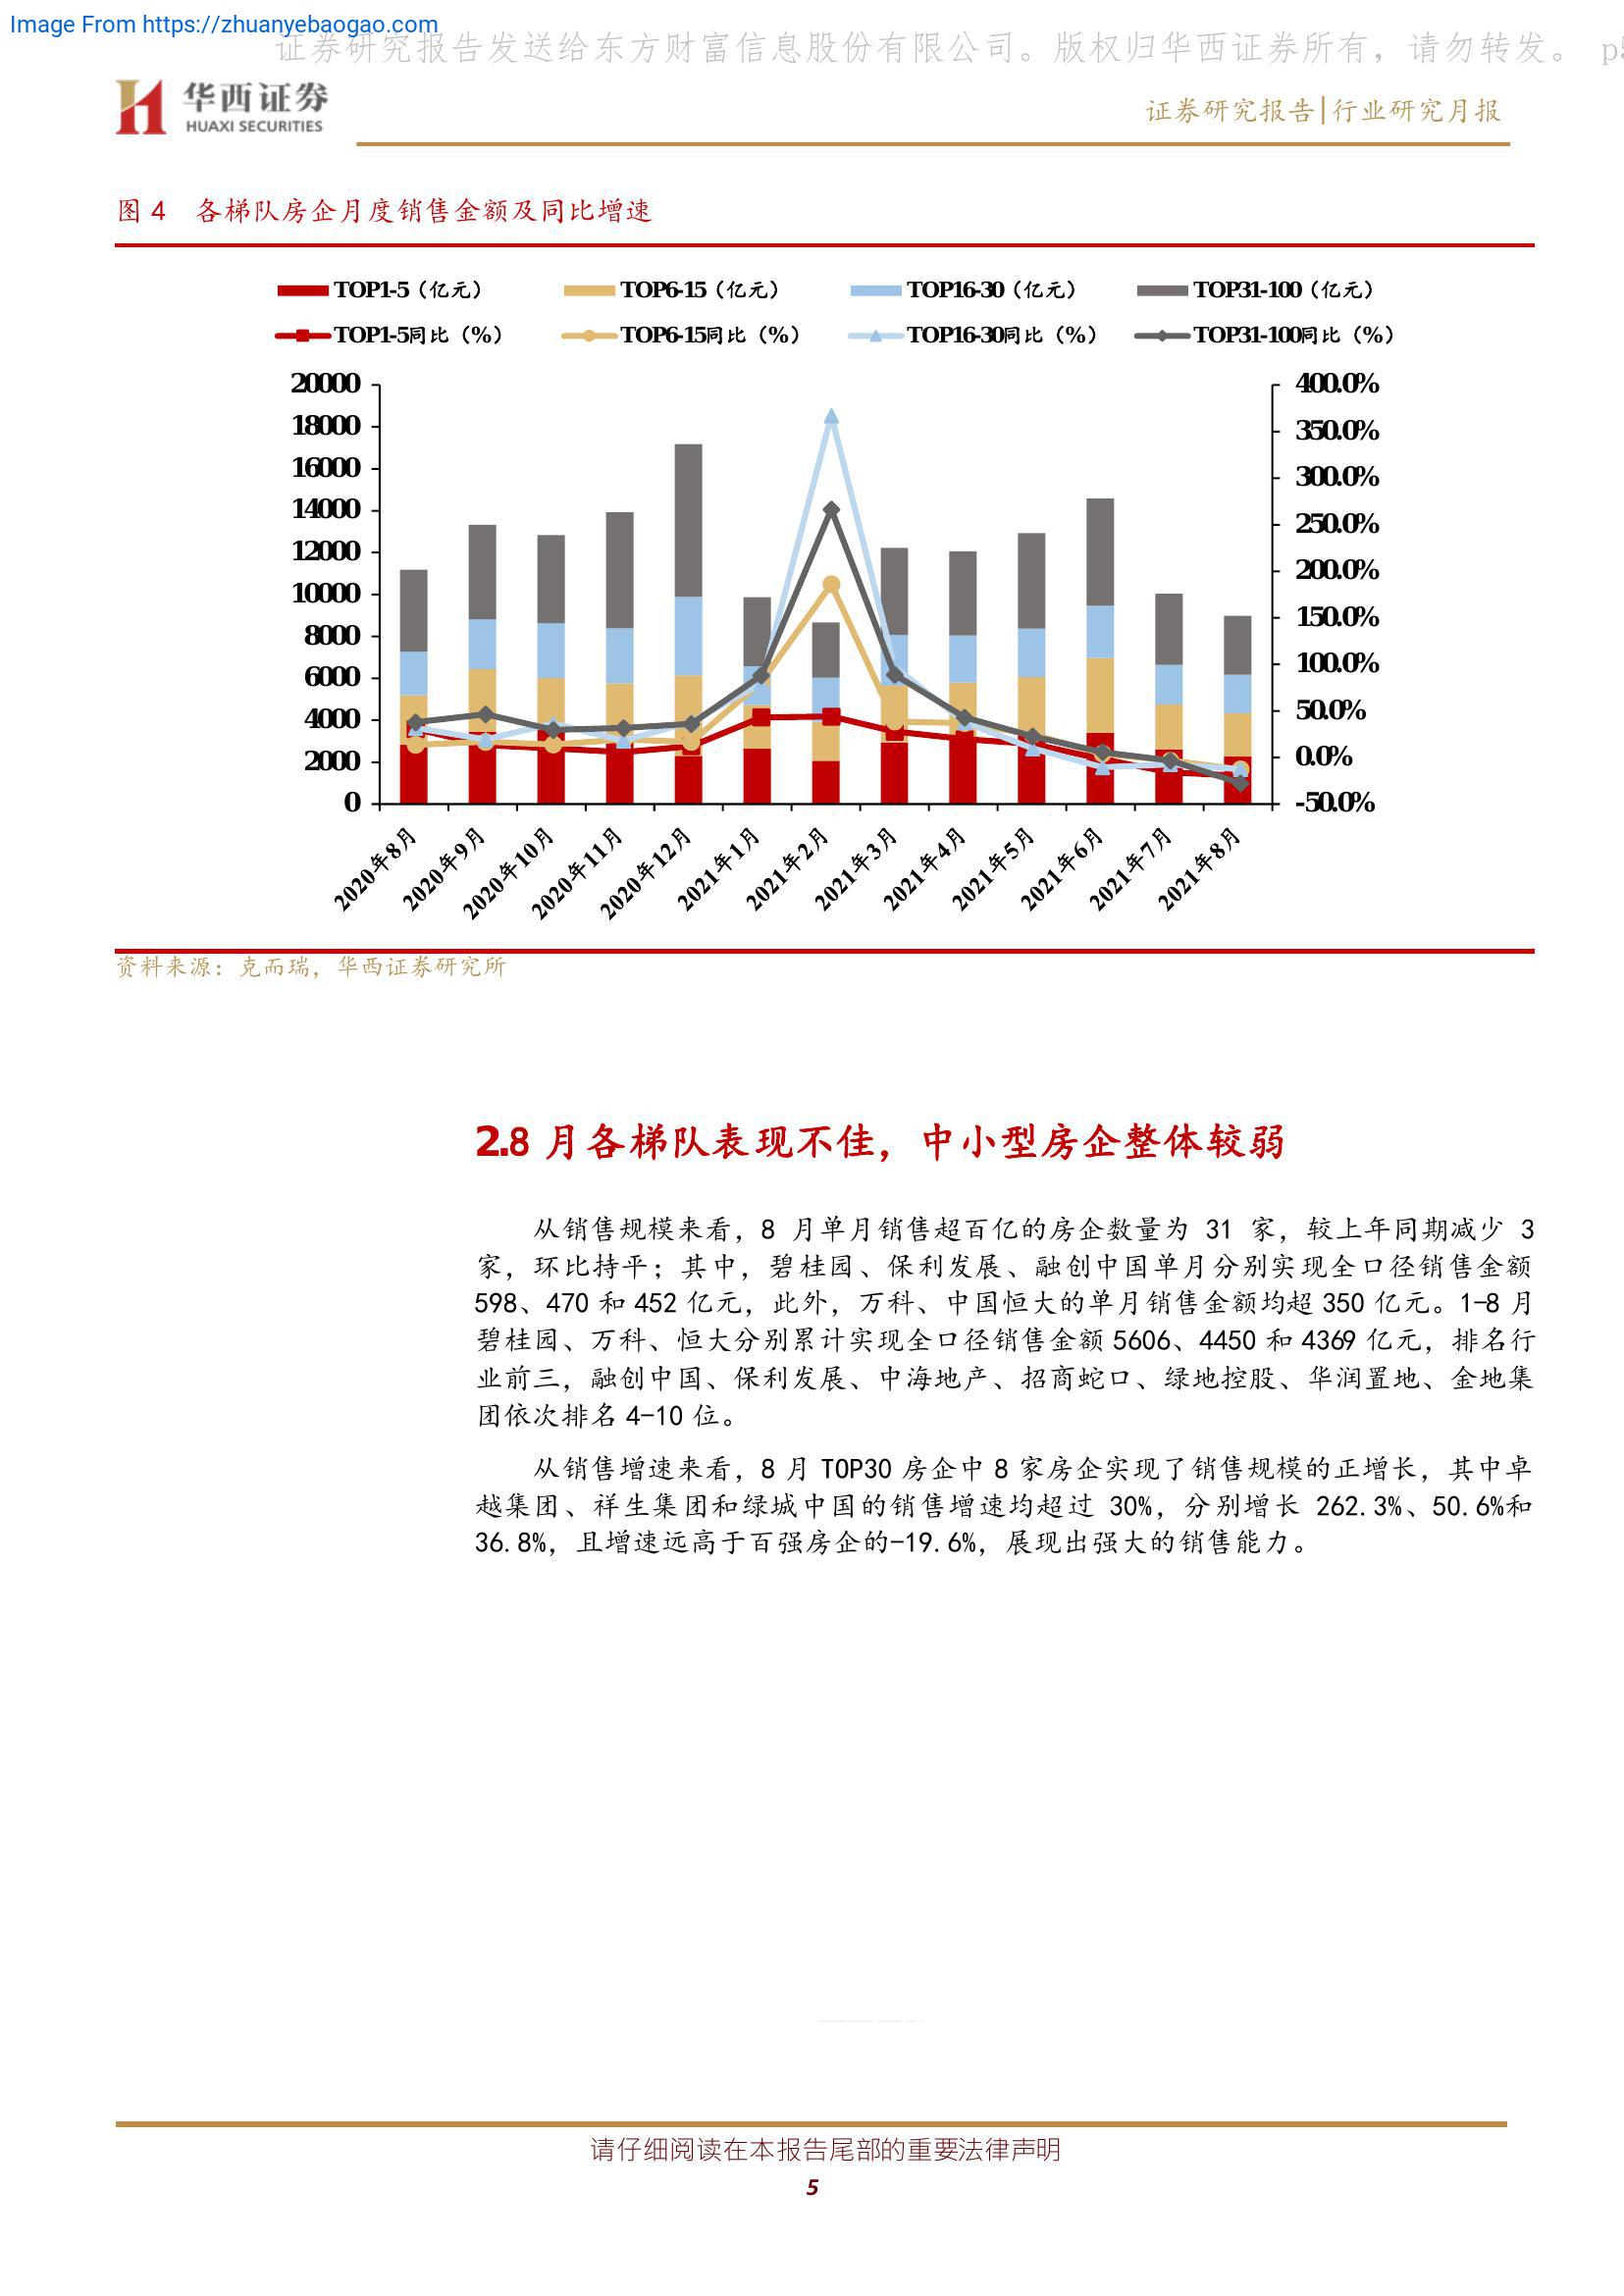 Image From https://zhuanyebaogao.com
证券研究报告发送给东方财富信息股份有限公司。版权归华西证券所有，请勿转发。 p5
华西证券
HUAXI SECURITIES
证券研究报告|行业研究月报
图 4 各梯队房企月度销售金额及同比增速
TOP1-5（亿元） TOP6-15（亿元） TOP16-30（亿元） TOP31-100（亿元）
TOP1-5同比（%） TOP6-15同比（%） TOP16-30同比（%） TOP31-100同比（%）
20000 400.0%
18000 350.0%
16000 300.0%
14000 250.0%
12000 200.0%
10000 150.0%
8000 100.0%
6000 50.0%
4000 0.0%
2000 -50.0%
0
2020年8月 2020年9月 2020年10月 2020年11月 2020年12月 2021年1月 2021年2月 2021年3月 2021年4月 2021年5月 2021年6月 2021年7月 2021年8月
资料来源：克而瑞，华西证券研究所
2.8 月各梯队表现不佳，中小型房企整体较弱
从销售规模来看，8 月单月销售超百亿的房企数量为 31 家，较上年同期减少 3
家，环比持平；其中，碧桂园、保利发展、融创中国单月分别实现全口径销售金额
598、470 和 452 亿元，此外，万科、中国恒大的单月销售金额均超 350 亿元。1-8 月
碧桂园、万科、恒大分别累计实现全口径销售金额 5606、4450 和 4369 亿元，排名行
业前三，融创中国、保利发展、中海地产、招商蛇口、绿地控股、华润置地、金地集
团依次排名 4-10 位。
从销售增速来看，8 月 TOP30 房企中 8 家房企实现了销售规模的正增长，其中卓
越集团、祥生集团和绿城中国的销售增速均超过 30%，分别增长 262.3%、50.6%和
36.8%，且增速远高于百强房企的-19.6%，展现出强大的销售能力。
请仔细阅读在本报告尾部的重要法律声明
5